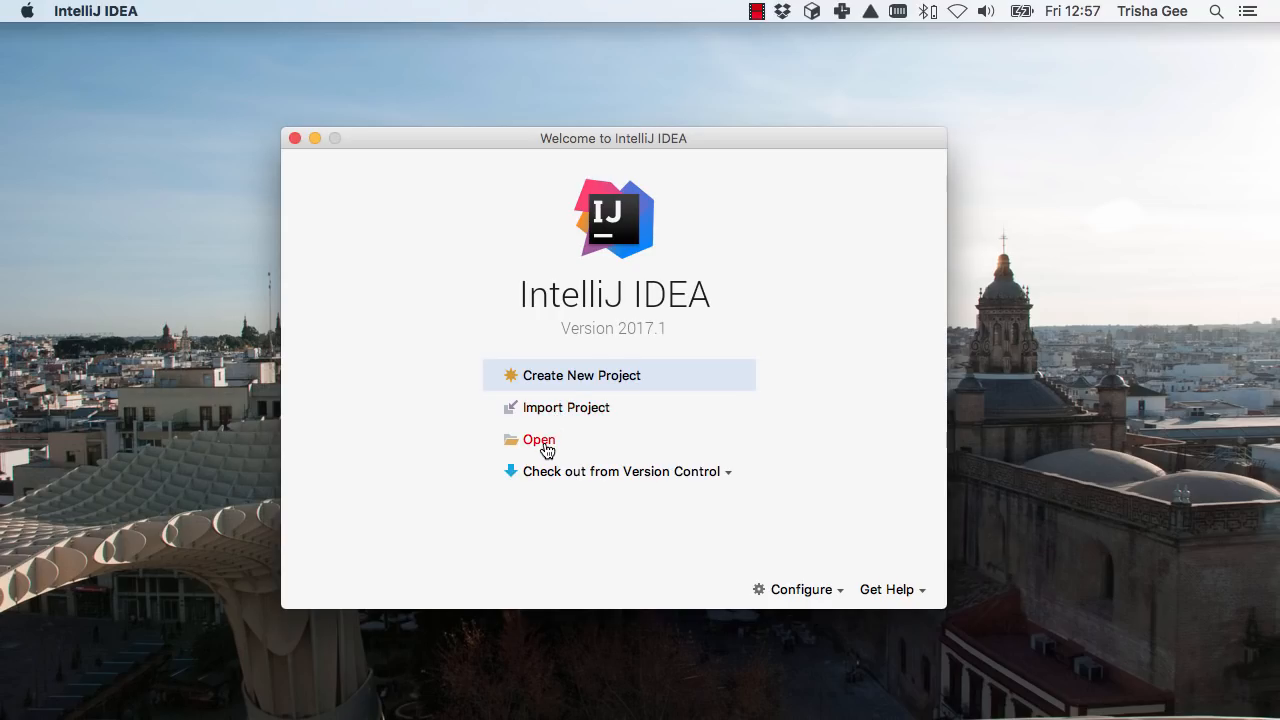 IntelliJ IDEA
Fri 12:57 Trisha Gee
Welcome to IntelliJ IDEA
IJ
IntelliJ IDEA
Version 2017.1
Create New Project
Import Project
Open
Check out from Version Control
Configure Get Help